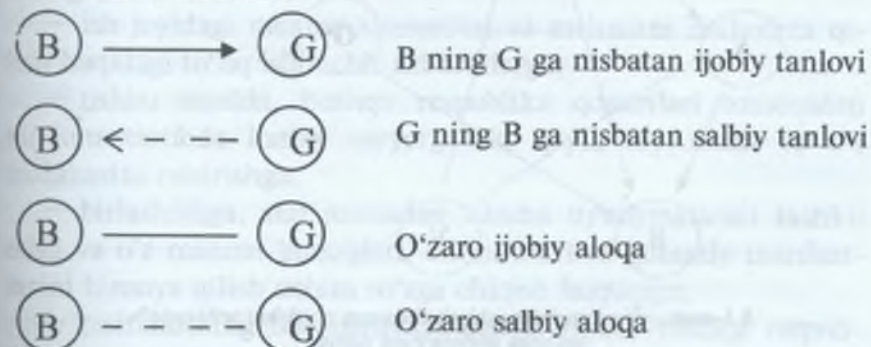 B G B ning G ga nisbatan ijobiy tanlovi
B G G ning B ga nisbatan salbiy tanlovi
B G O‘zaro ijobiy aloqa
B G O‘zaro salbiy aloqa